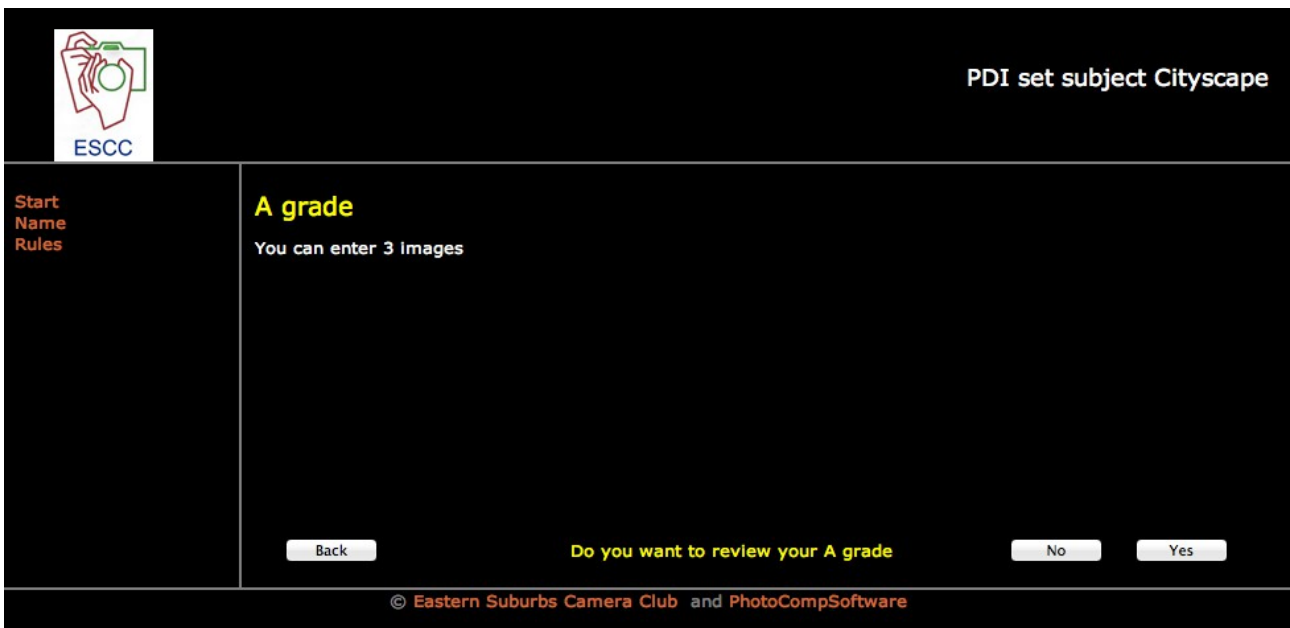 ESCC
PDI set subject Cityscape
Start
Name
Rules
A grade
You can enter 3 images
Back
Do you want to review your A grade
No
Yes
© Eastern Suburbs Camera Club and PhotoCompSoftware